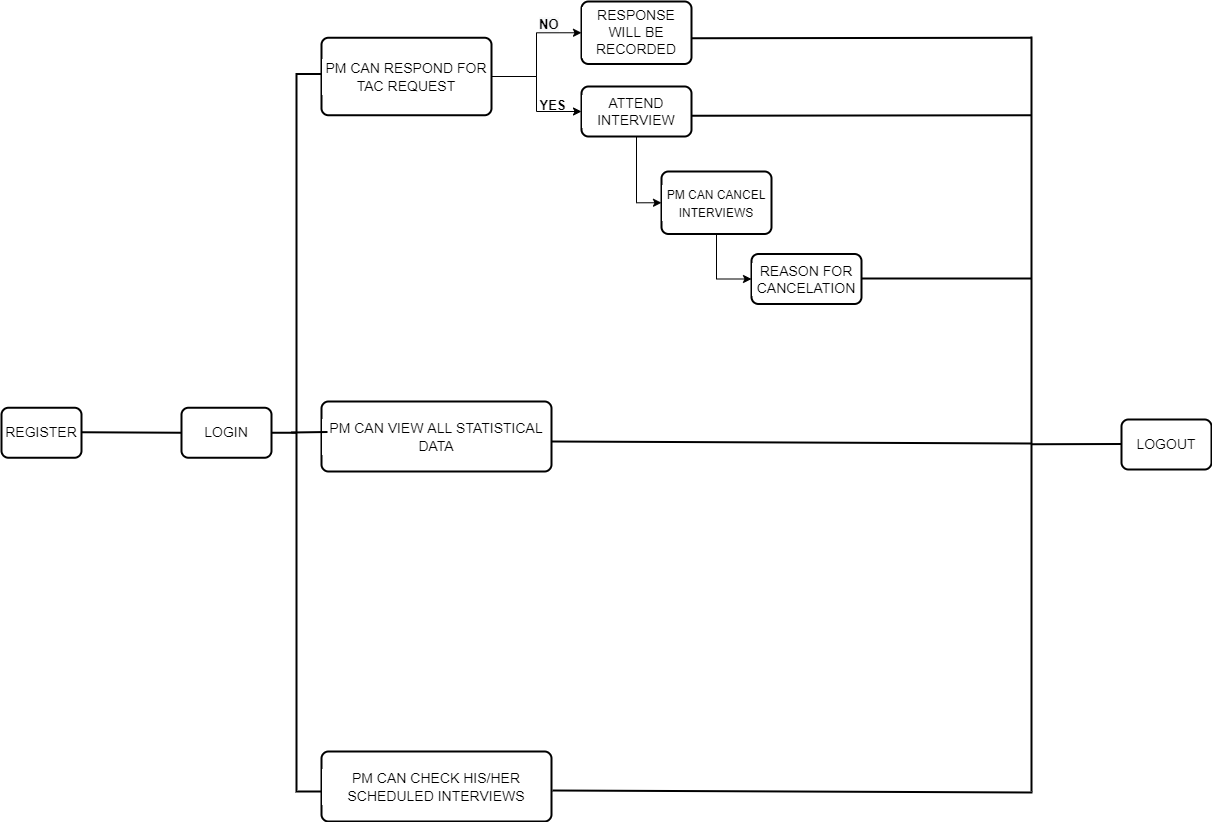 NO
RESPONSE
WILL BE
RECORDED
PM CAN RESPOND FOR
TAC REQUEST
YES
ATTEND
INTERVIEW
PM CAN CANCEL
INTERVIEWS
REASON FOR
CANCELATION
REGISTER
LOGIN
PM CAN VIEW ALL STATISTICAL
DATA
LOGOUT
PM CAN CHECK HIS/HER
SCHEDULED INTERVIEWS